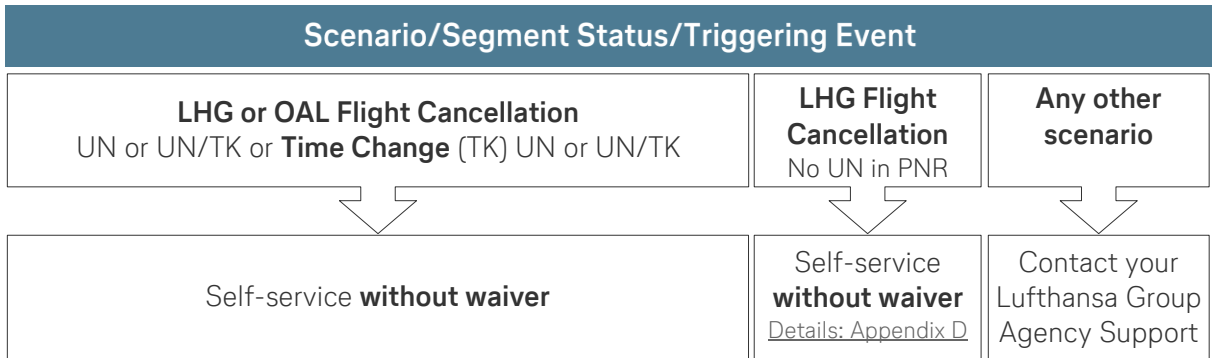 Scenario/Segment Status/Triggering Event
LHG or OAL Flight Cancellation
UN or UN/TK or Time Change (TK) UN or UN/TK
LHG Flight
Cancellation
No UN in PNR
Any other
scenario
Self-service without waiver
Self-service
without waiver
Details: Appendix D
Contact your
Lufthansa Group
Agency Support